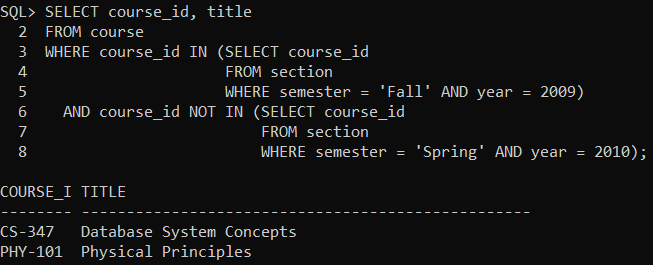 SQL> SELECT course_id, title
  2  FROM course
  3  WHERE course_id IN (SELECT course_id
  4                      FROM section
  5                      WHERE semester = 'Fall' AND year = 2009)
  6    AND course_id NOT IN (SELECT course_id
  7                          FROM section
  8                          WHERE semester = 'Spring' AND year = 2010);

COURSE_I TITLE
-------- --------------------------------------------------
CS-347   Database System Concepts
PHY-101  Physical Principles